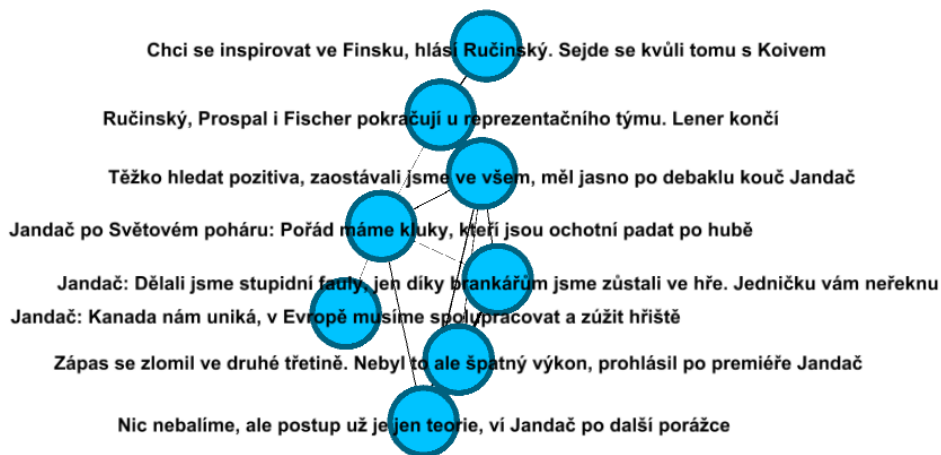 Chci se inspirovat ve Finsku, hlásí Ručinský. Sejde se kvůli tomu s Koivem
Ručinský, Prospal i Fischer pokračují u reprezentačního týmu. Lener končí
Těžko hledat pozitiva, zaostávali jsme ve všem, měl jasno po debaklu kouč Jandač
Jandač po Světovém poháru: Pořád máme kluky, kteří jsou ochotní padat po hubě
Jandač: Dělali jsme stupidní fauly, jen díky brankářům jsme zůstali ve hře. Jedničku vám neřeknu
Jandač: Kanada nám uniká, v Evropě musíme spolupracovat a zúžit hřiště
Zápas se zlomil ve druhé třetině. Nebyl to ale špatný výkon, prohlásil po premiéře Jandač
Nic nebalíme, ale postup už je jen teorie, ví Jandač po další porážce